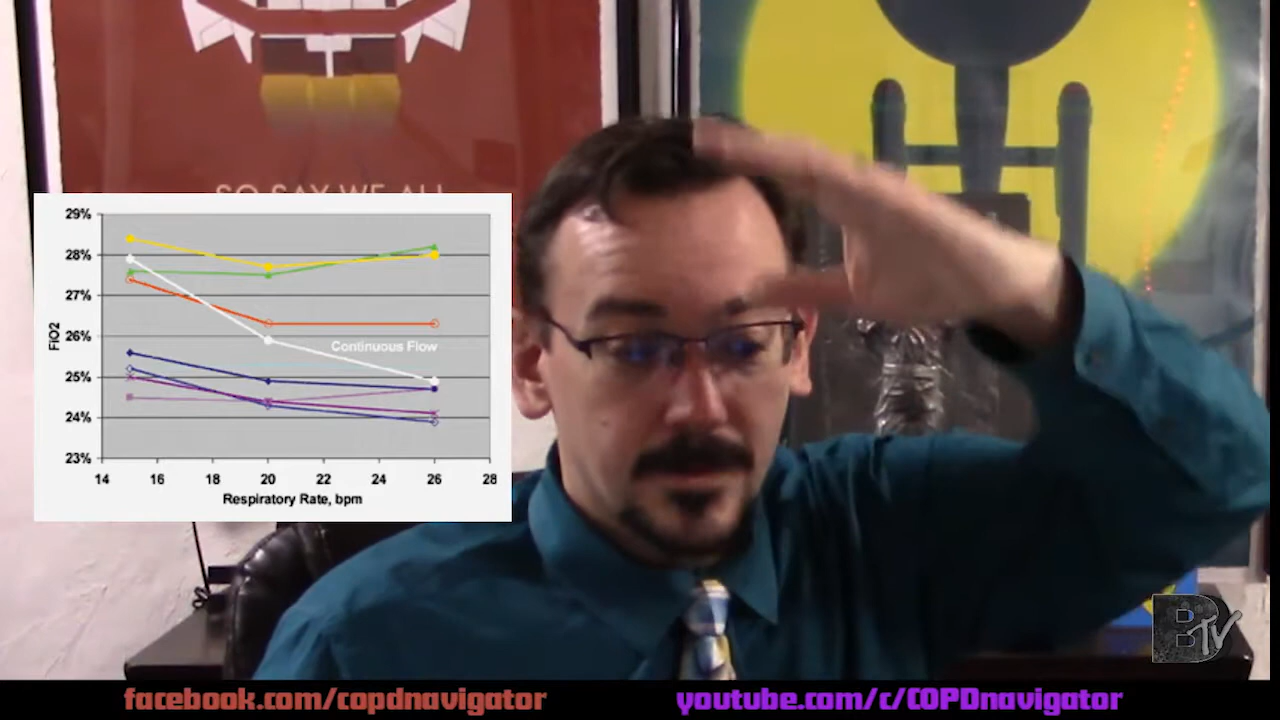 SO SAY WE ALL
29%
28%
27%
26%
25%
24%
23%
FiO2
Continuous Flow
14 16 18 20 22 24 26 28
Respiratory Rate, bpm
BTV
facebook.com/copdnavigator
youtube.com/c/COPDnavigator